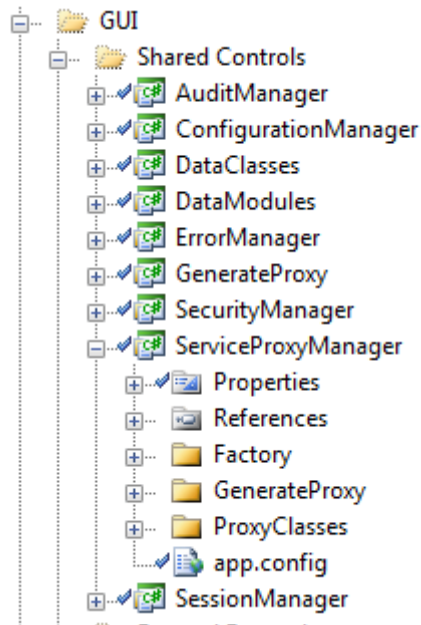 GUI
Shared Controls
AuditManager
ConfigurationManager
DataClasses
DataModules
ErrorManager
GenerateProxy
SecurityManager
ServiceProxyManager
Properties
References
Factory
GenerateProxy
ProxyClasses
app.config
SessionManager